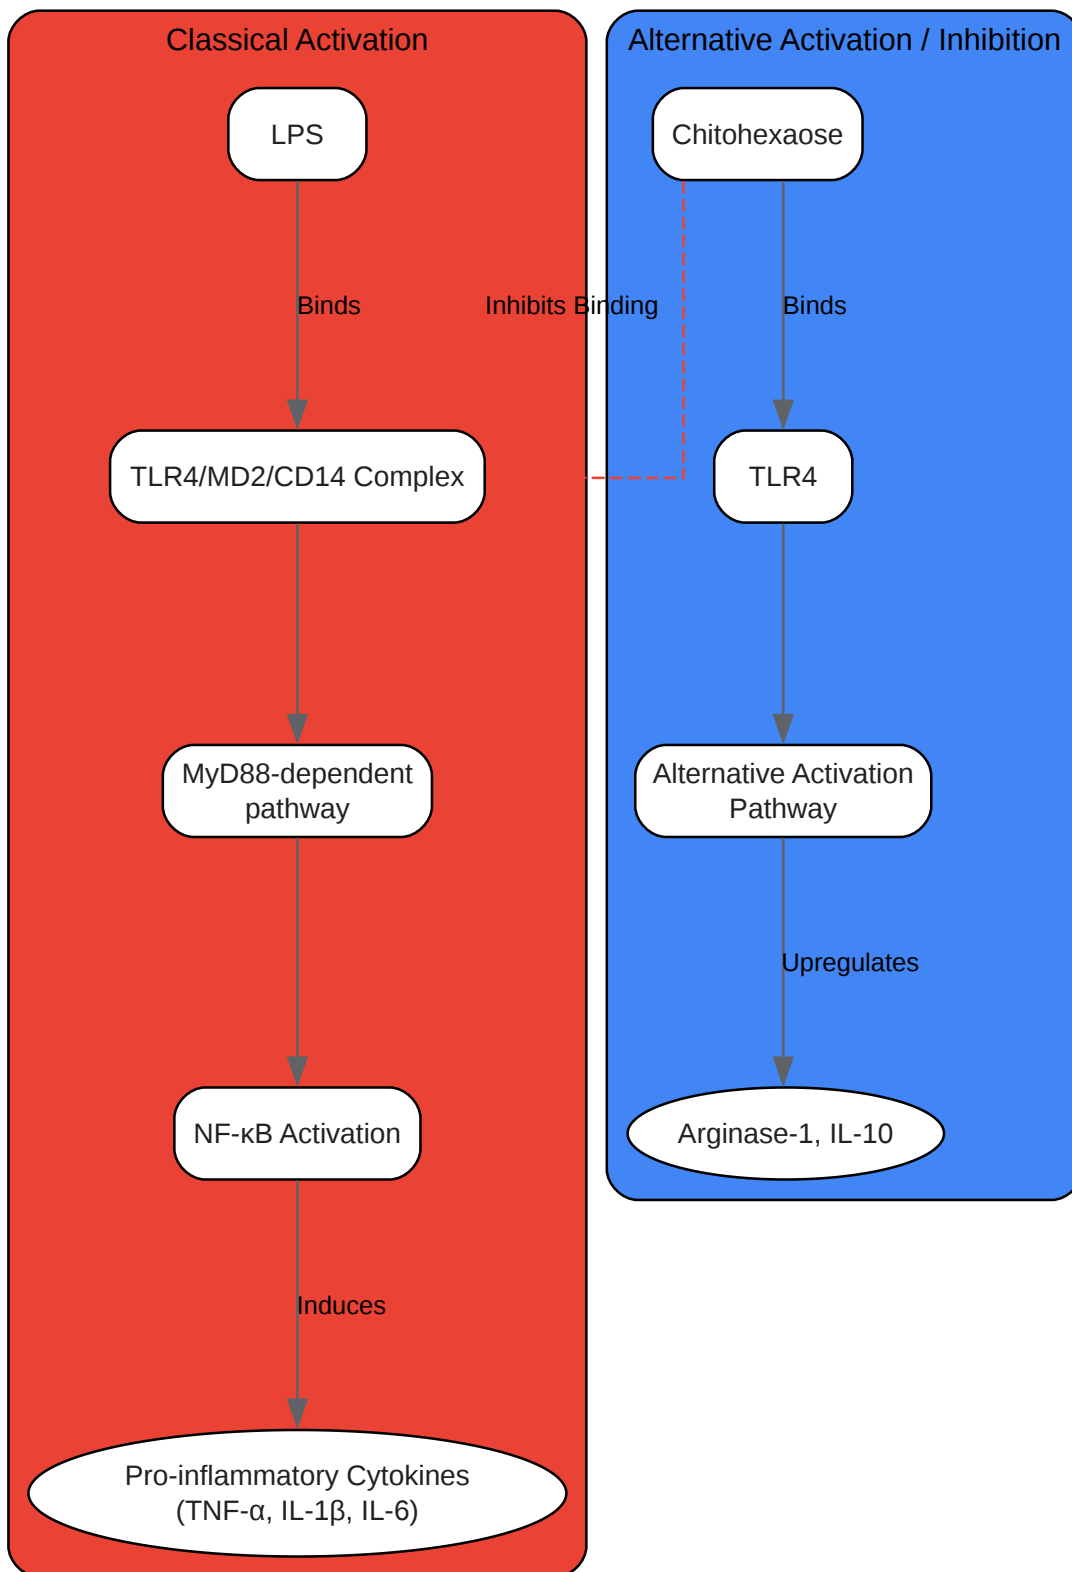 Classical Activation
LPS
Binds
TLR4/MD2/CD14 Complex
MyD88-dependent
pathway
NF-κB Activation
Induces
Pro-inflammatory Cytokines
(TNF-α, IL-1β, IL-6)
Inhibits Binding
Alternative Activation / Inhibition
Chitohexaose
Binds
TLR4
Alternative Activation
Pathway
Upregulates
Arginase-1, IL-10